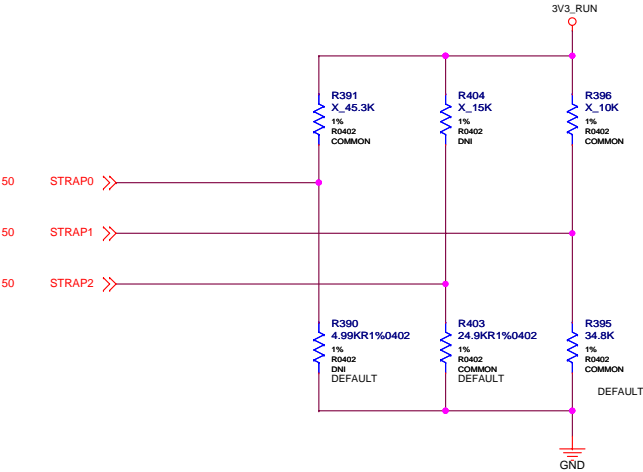 3V3_RUN
R391
X_45.3K
1%
R0402
COMMON
R404
X_15K
1%
R0402
DNI
R396
X_10K
1%
R0402
COMMON
50 STRAP0
50 STRAP1
50 STRAP2
R390
4.99KR1%0402
1%
R0402
DNI
DEFAULT
R403
24.9KR1%0402
1%
R0402
COMMON
DEFAULT
R395
34.8K
1%
R0402
COMMON
DEFAULT
GND